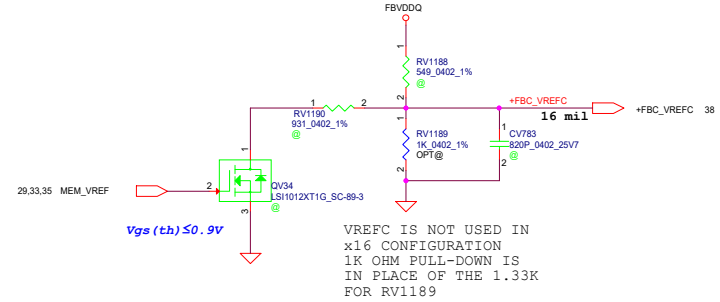 FBVDDQ
1
RV1188
549_0402_1%
@
2
+FBC_VREFC
16 mil
+FBC_VREFC 38
1 2
RV1190
931_0402_1%
@
1
RV1189
1K_0402_1%
OPT@
2
1
CV783
820P_0402_25V7
@
2
1
29,33,35 MEM_VREF
2
QV34
LSI1012XT1G_SC-89-3
@
3
Vgs(th)≤0.9V
VREFC IS NOT USED IN
x16 CONFIGURATION
1K OHM PULL-DOWN IS
IN PLACE OF THE 1.33K
FOR RV1189